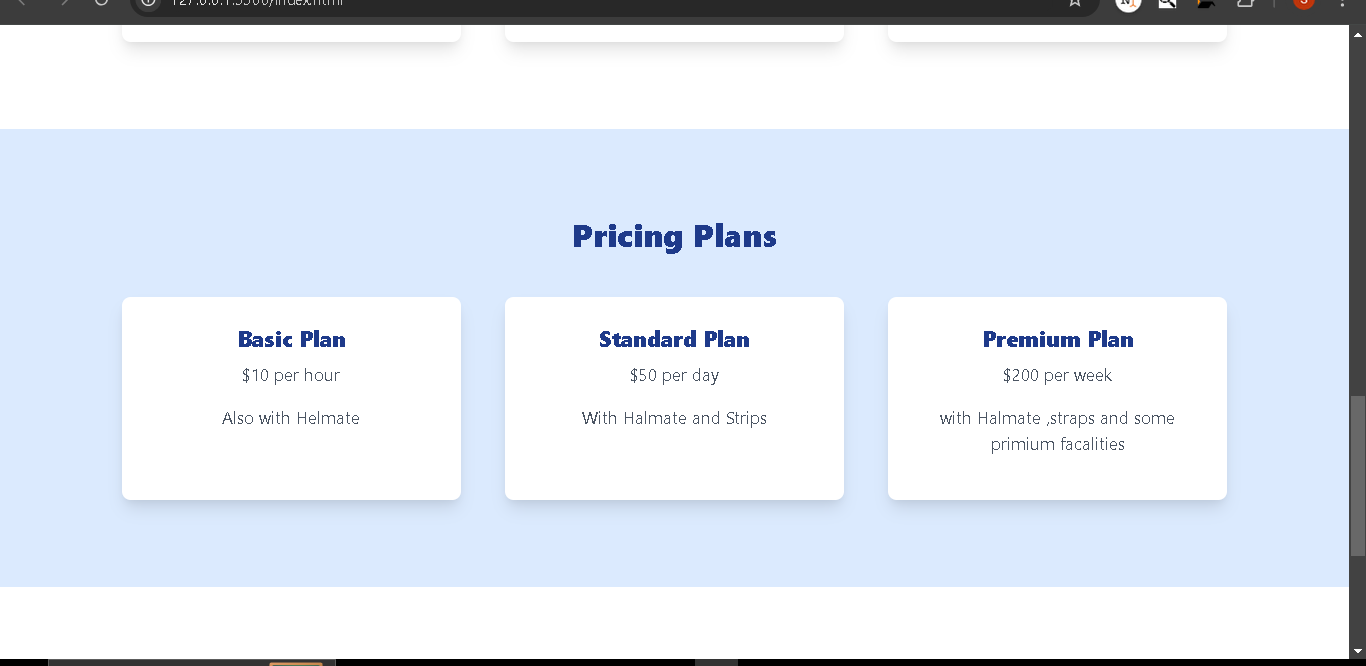 127.0.0.1:5500/index.html
Pricing Plans
Basic Plan
$10 per hour
Also with Helmate
Standard Plan
$50 per day
With Halmate and Strips
Premium Plan
$200 per week
with Halmate ,straps and some
primium facalities